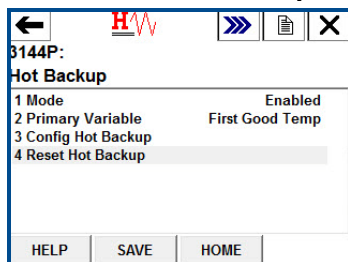 H
3144P:
Hot Backup
1 Mode Enabled
2 Primary Variable First Good Temp
3 Config Hot Backup
4 Reset Hot Backup
HELP SAVE HOME